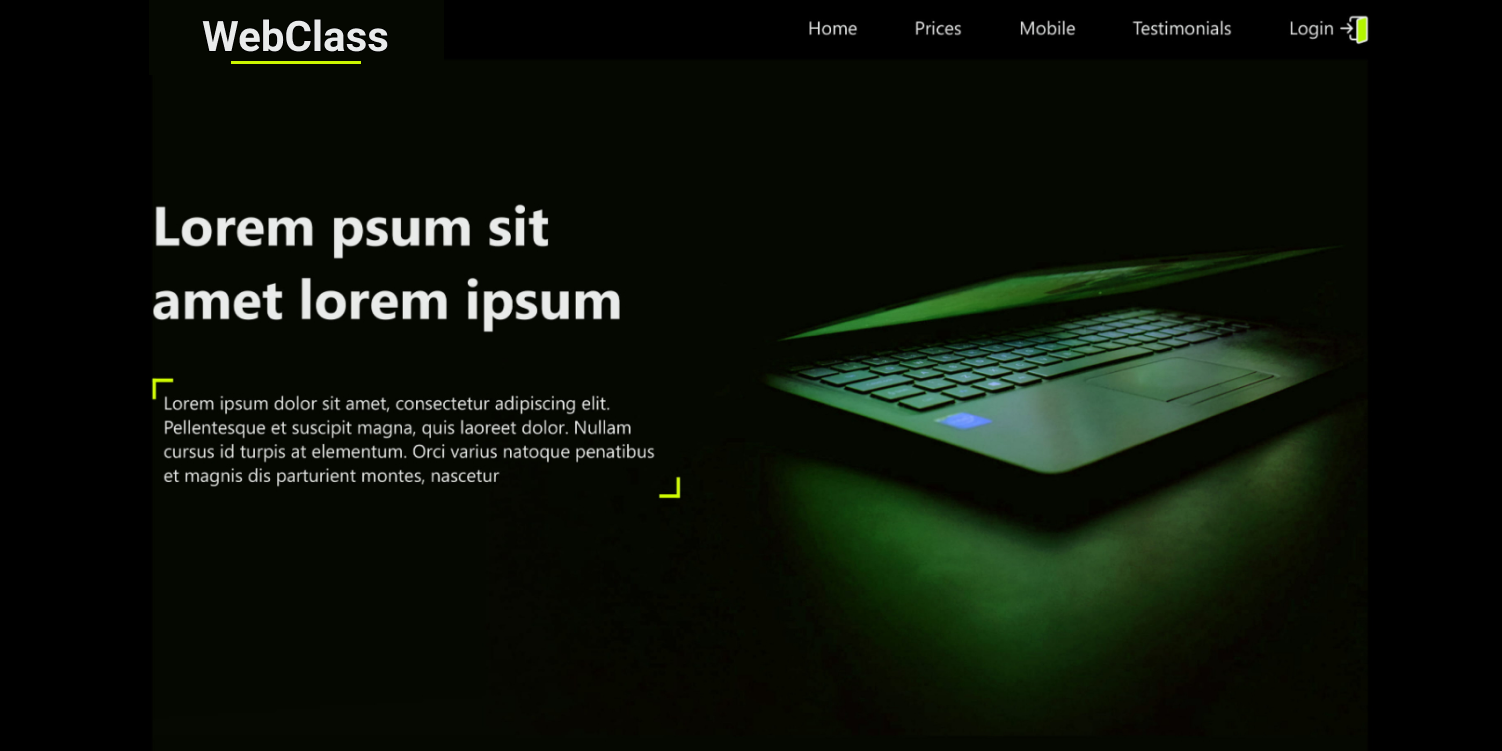 WebClass
Home Prices Mobile Testimonials Login
Lorem psum sit
amet lorem ipsum
Lorem ipsum dolor sit amet, consectetur adipiscing elit.
Pellentesque et suscipit magna, quis laoreet dolor. Nullam
cursus id turpis at elementum. Orci varius natoque penatibus
et magnis dis parturient montes, nascetur